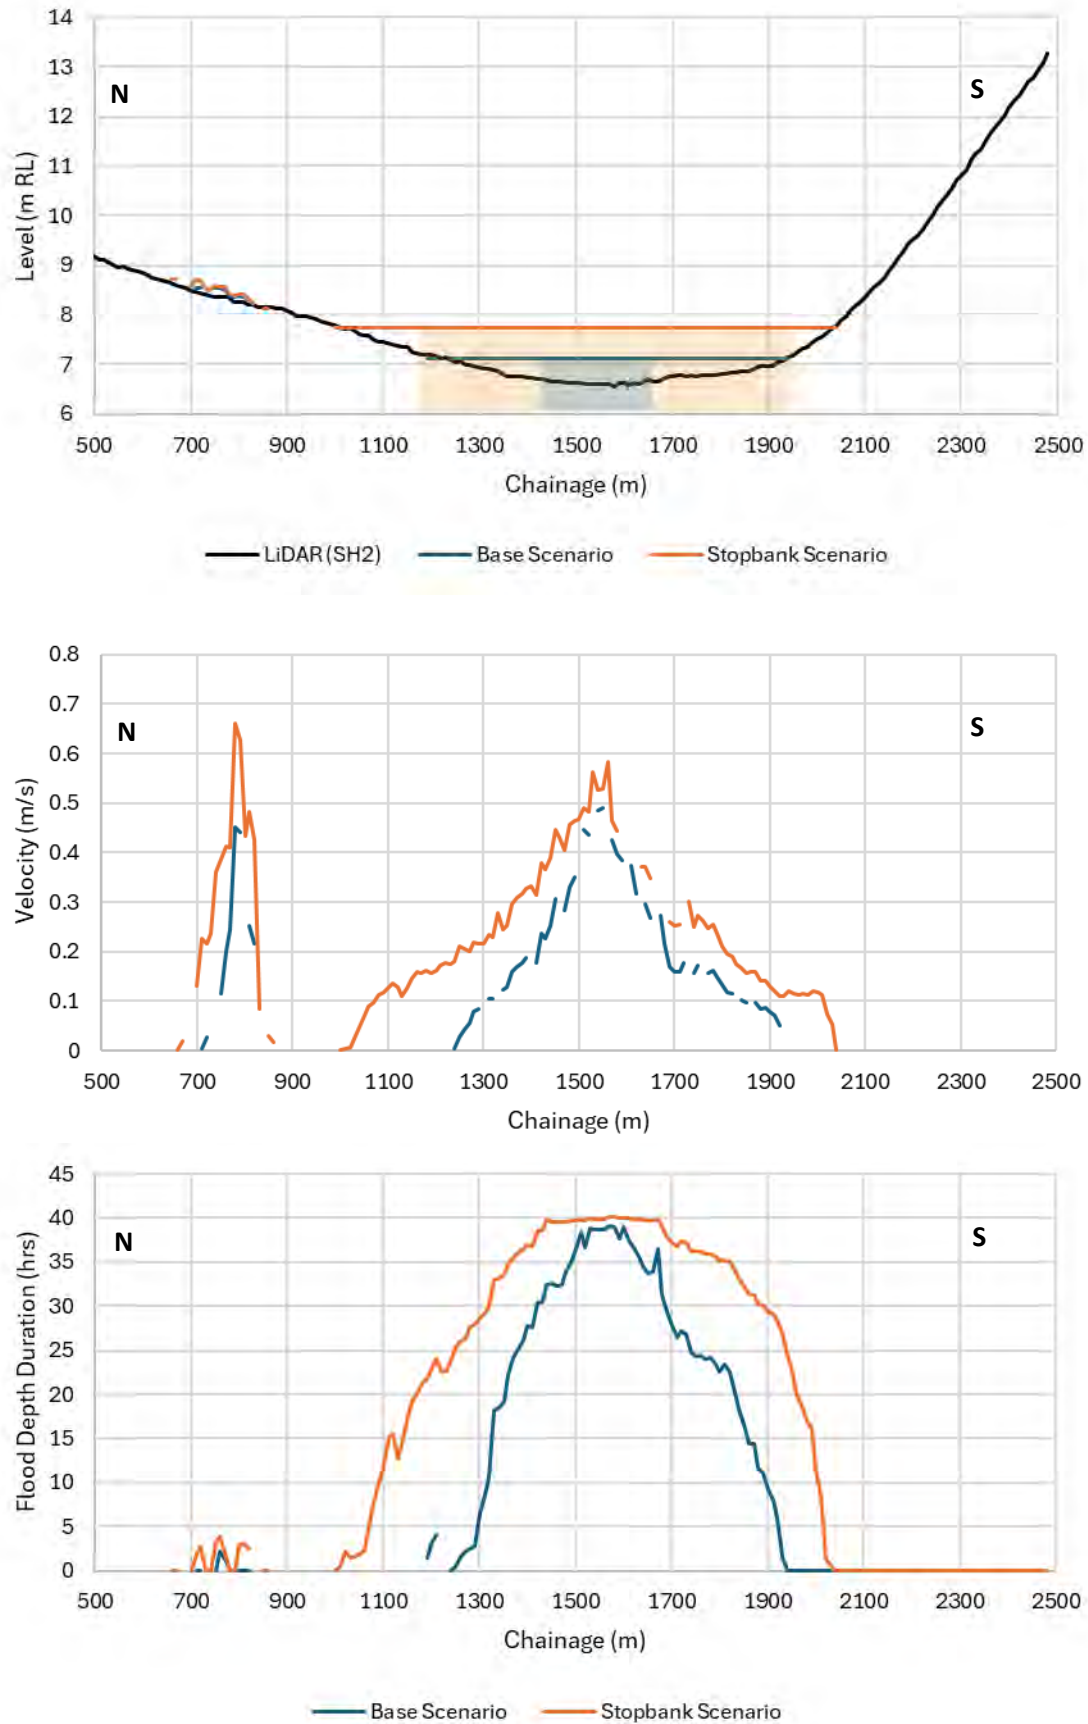 14
13
12
11
10
9
8
7
6
Level (m RL)
N
S
500 700 900 1100 1300 1500 1700 1900 2100 2300 2500
Chainage (m)
LiDAR (SH2) Base Scenario Stopbank Scenario
0.8
0.7
0.6
0.5
0.4
0.3
0.2
0.1
0
Velocity (m/s)
N
S
500 700 900 1100 1300 1500 1700 1900 2100 2300 2500
Chainage (m)
45
40
35
30
25
20
15
10
5
0
Flood Depth Duration (hrs)
N
S
500 700 900 1100 1300 1500 1700 1900 2100 2300 2500
Chainage (m)
Base Scenario Stopbank Scenario